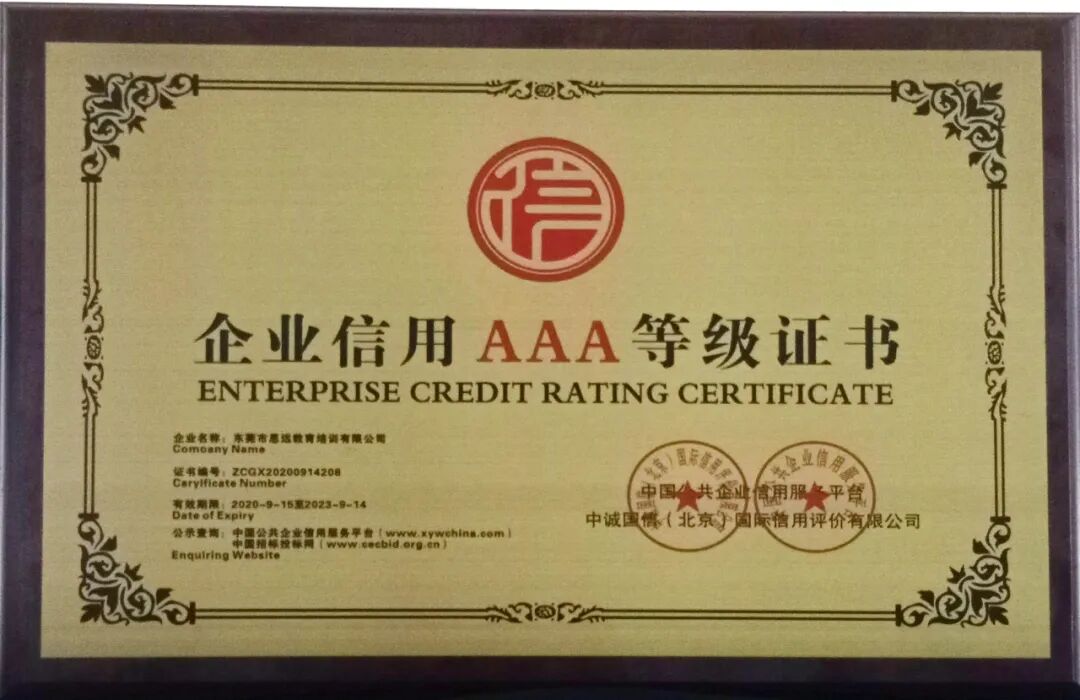 信
企业信用AAA等级证书
ENTERPRISE CREDIT RATING CERTIFICATE
企业名称：东莞市思远教育培训有限公司
Comoany Name
证书编号：ZCGX20200914208
Carylficate Number
有效期限：2020-9-15至2023-9-14
Date of Expiry
公示查询：中国公共企业信用服务平台（www.xywchina.com）
中国招标投标网（www.cecbid.org.cn）
Enquiring Website
中国公共企业信用服务平台
中诚国信（北京）国际信用评价有限公司